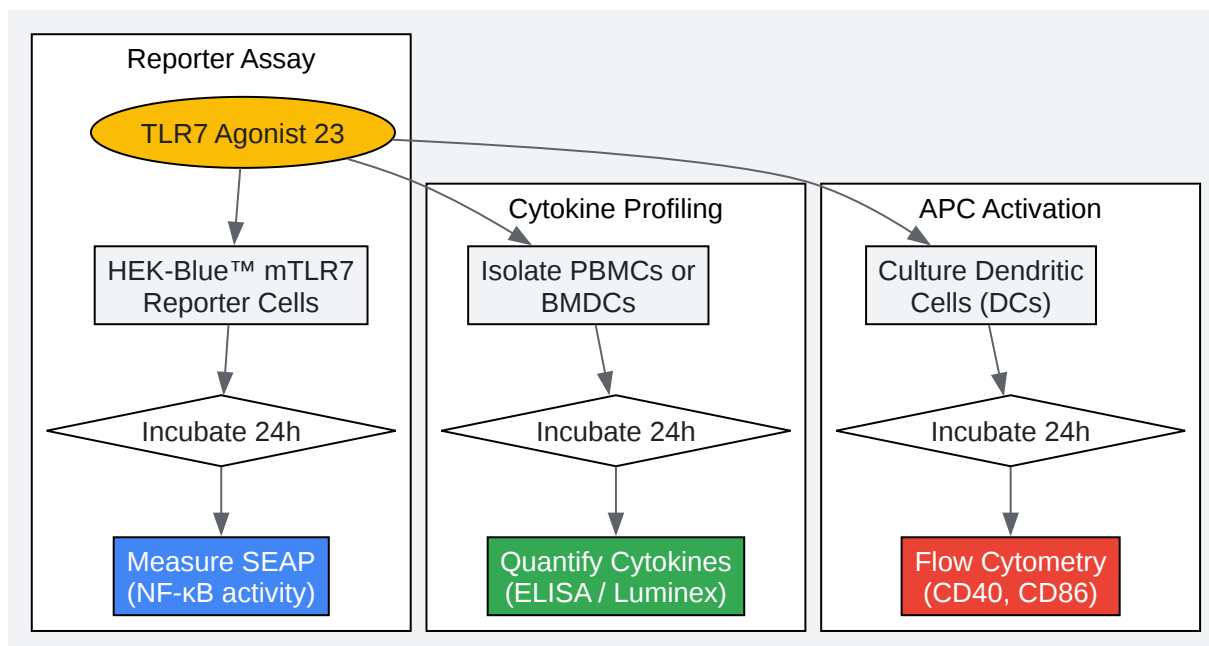 Reporter Assay
TLR7 Agonist 23
HEK-Blue™ mTLR7
Reporter Cells
Incubate 24h
Measure SEAP
(NF-κB activity)
Cytokine Profiling
Isolate PBMCs or
BMDCs
Incubate 24h
Quantify Cytokines
(ELISA / Luminex)
APC Activation
Culture Dendritic
Cells (DCs)
Incubate 24h
Flow Cytometry
(CD40, CD86)